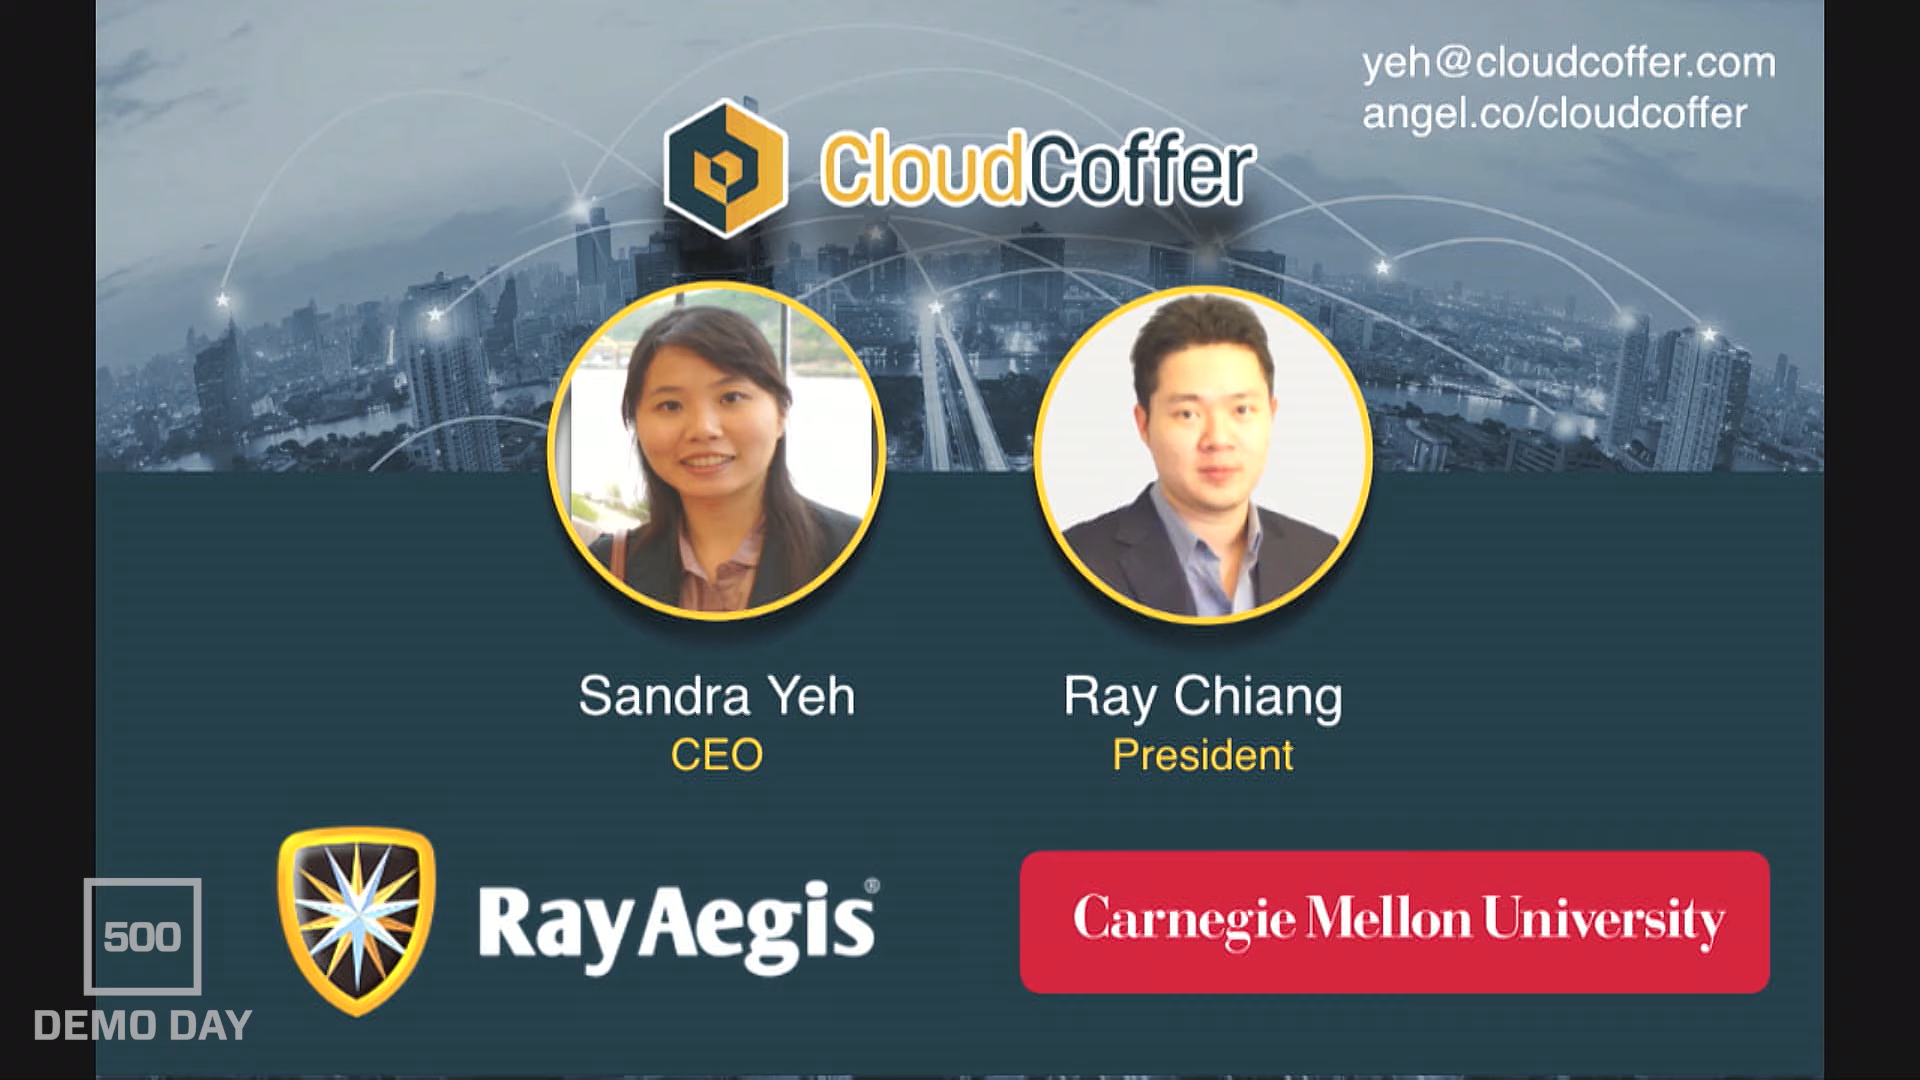 yeh@cloudcoffer.com
angel.co/cloudcoffer
CloudCoffer
Sandra Yeh
CEO
Ray Chiang
President
RayAegis®
Carnegie Mellon University
500
DEMO DAY